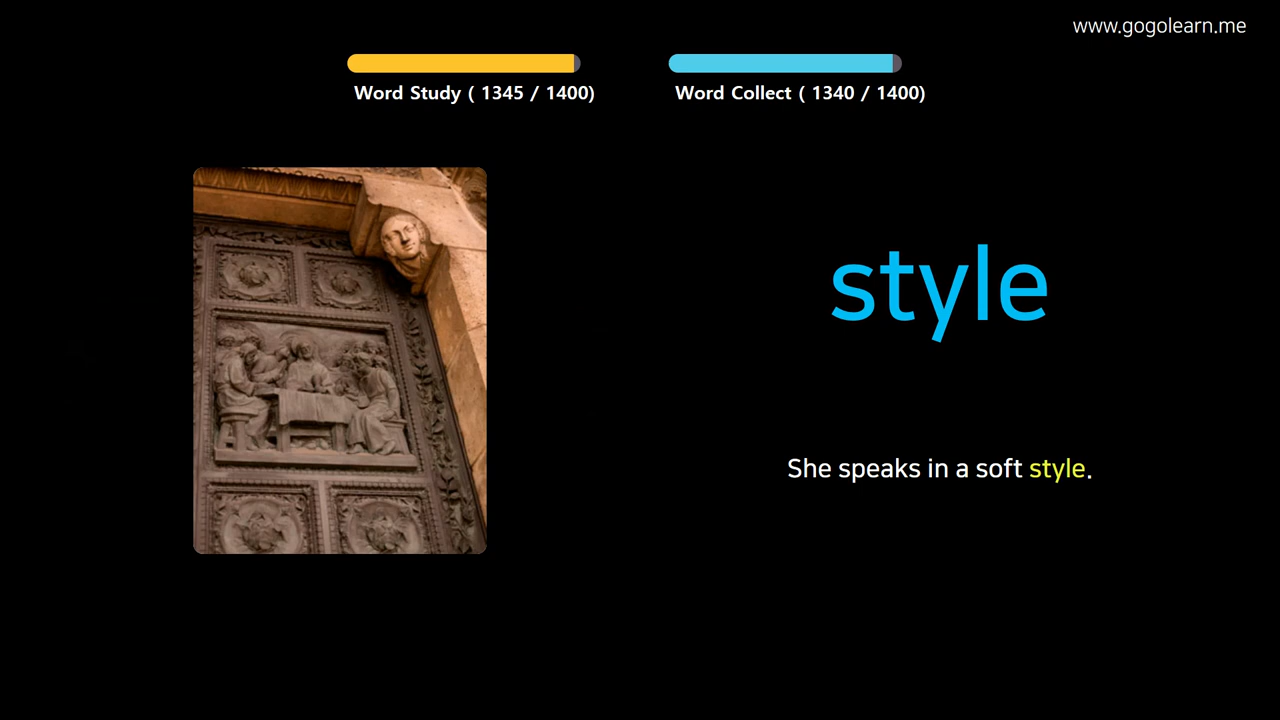 www.gogolearn.me
Word Study ( 1345 / 1400)
Word Collect ( 1340 / 1400)
style
She speaks in a soft style.